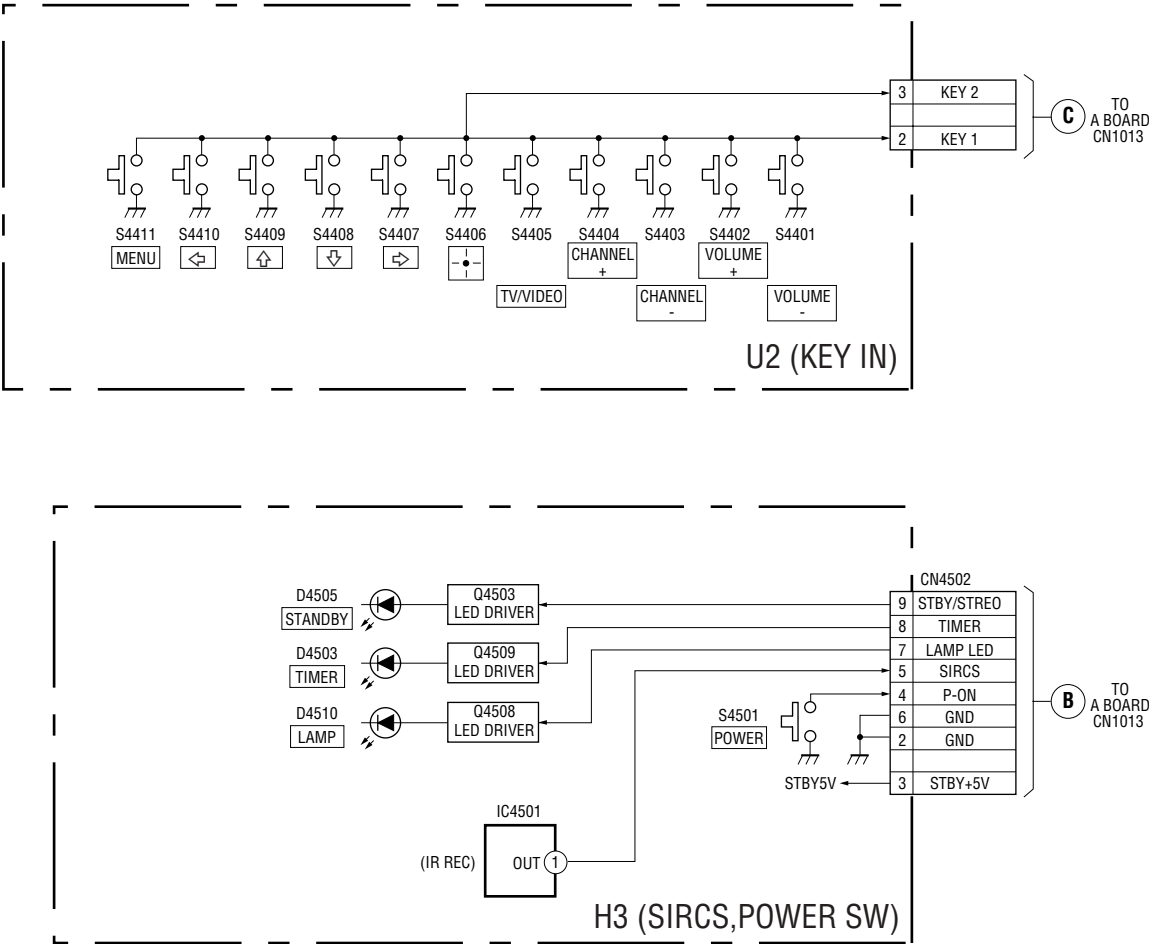 3 KEY 2
2 KEY 1
C
TO
A BOARD
CN1013
S4411 S4410 S4409 S4408 S4407 S4406 S4405 S4404 S4403 S4402 S4401
MENU
CHANNEL
+
VOLUME
+
TV/VIDEO
CHANNEL
-
VOLUME
-
U2 (KEY IN)
CN4502
D4505
STANDBY
Q4503
LED DRIVER
9 STBY/STREO
8 TIMER
D4503
TIMER
Q4509
LED DRIVER
7 LAMP LED
5 SIRCS
D4510
LAMP
Q4508
LED DRIVER
S4501
POWER
4 P-ON
6 GND
2 GND
STBY5V
3 STBY+5V
B
TO
A BOARD
CN1013
IC4501
(IR REC)
OUT 1
H3 (SIRCS,POWER SW)